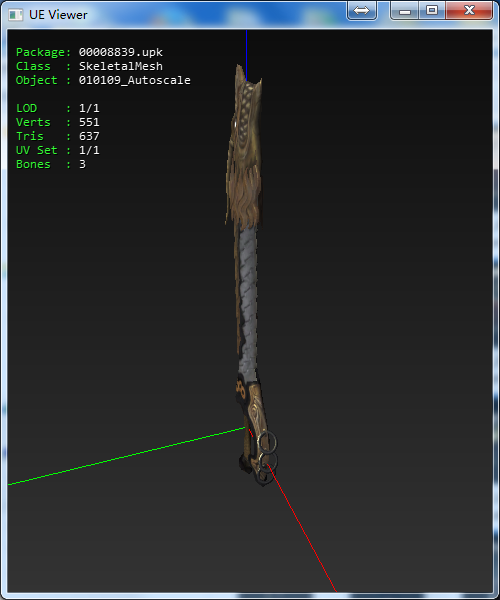 UE Viewer
Package: 00008839.upk
Class : SkeletalMesh
Object : 010109_Autoscale
LOD : 1/1
Verts : 551
Tris : 637
UV Set : 1/1
Bones : 3